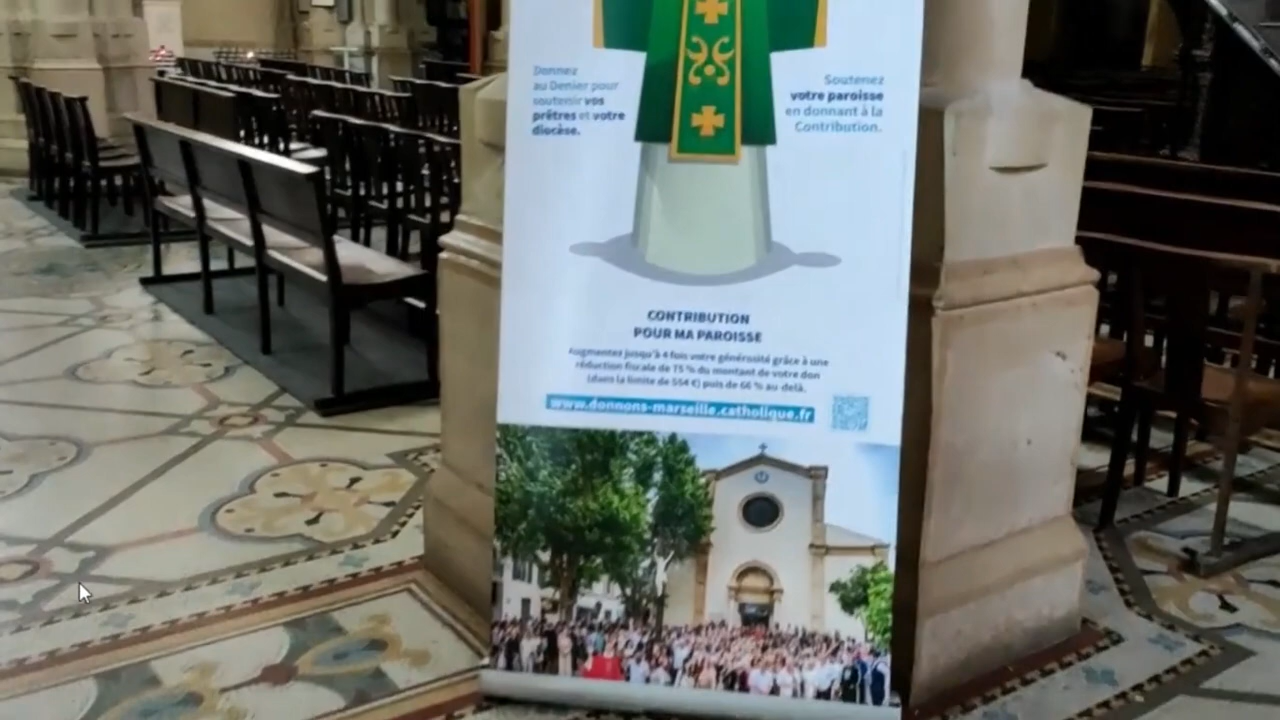 Donnez
au Denier pour
soutenir vos
prêtres et votre
diocèse.
Soutenez
votre paroisse
en donnant à la
Contribution.
CONTRIBUTION
POUR MA PAROISSE
Augmentez jusqu'à 4 fois votre générosité grâce à une
réduction fiscale de 75 % du montant de votre don
(dans la limite de 554 €) puis de 66 % au delà.
www.donnons-marseille.catholique.fr